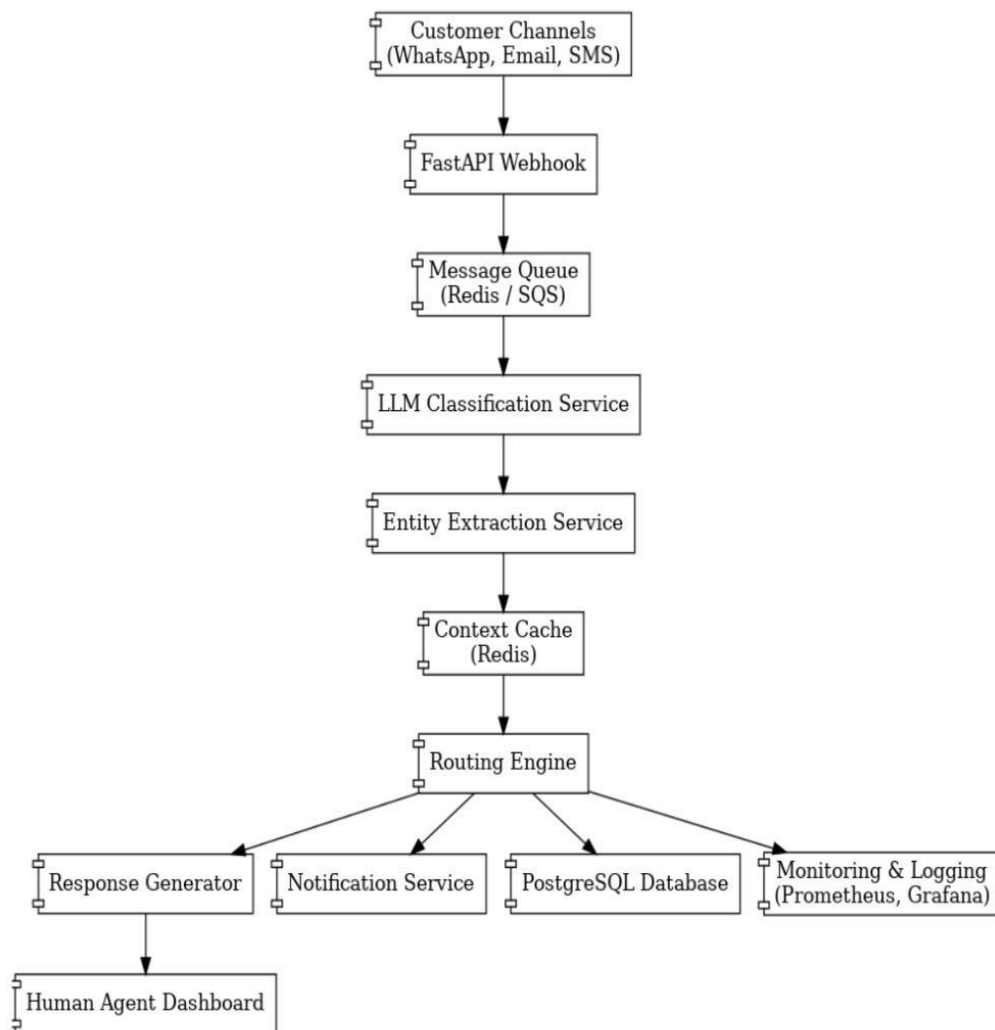 Customer Channels
(WhatsApp, Email, SMS)
FastAPI Webhook
Message Queue
(Redis / SQS)
LLM Classification Service
Entity Extraction Service
Context Cache
(Redis)
Routing Engine
Response Generator
Notification Service
PostgreSQL Database
Monitoring & Logging
(Prometheus, Grafana)
Human Agent Dashboard